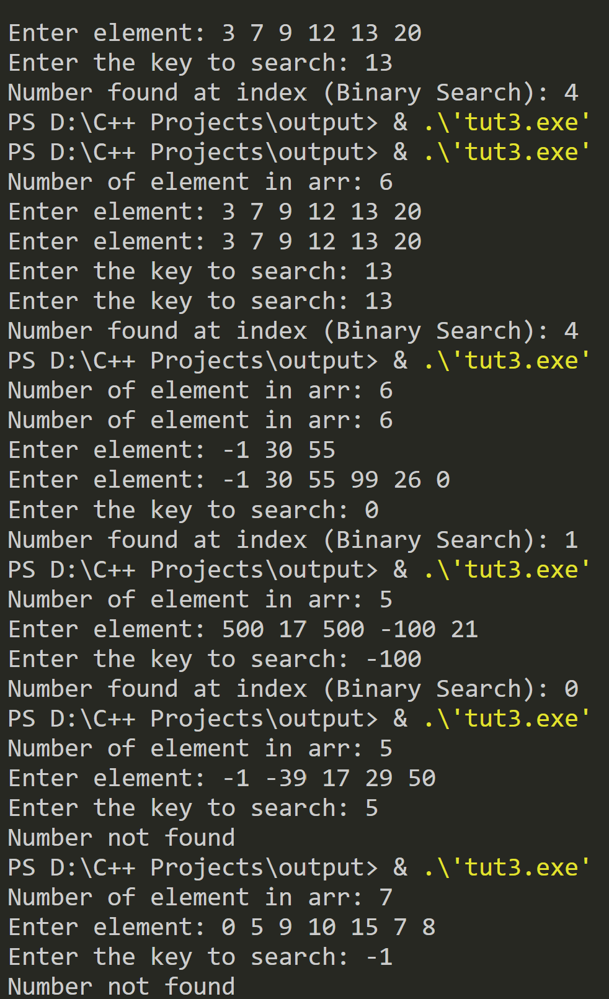 Enter element: 3 7 9 12 13 20
Enter the key to search: 13
Number found at index (Binary Search): 4
PS D:\C++ Projects\output> & .\'tut3.exe'
PS D:\C++ Projects\output> & .\'tut3.exe'
Number of element in arr: 6
Enter element: 3 7 9 12 13 20
Enter element: 3 7 9 12 13 20
Enter the key to search: 13
Enter the key to search: 13
Number found at index (Binary Search): 4
PS D:\C++ Projects\output> & .\'tut3.exe'
Number of element in arr: 6
Number of element in arr: 6
Enter element: -1 30 55
Enter element: -1 30 55 99 26 0
Enter the key to search: 0
Number found at index (Binary Search): 1
PS D:\C++ Projects\output> & .\'tut3.exe'
Number of element in arr: 5
Enter element: 500 17 500 -100 21
Enter the key to search: -100
Number found at index (Binary Search): 0
PS D:\C++ Projects\output> & .\'tut3.exe'
Number of element in arr: 5
Enter element: -1 -39 17 29 50
Enter the key to search: 5
Number not found
PS D:\C++ Projects\output> & .\'tut3.exe'
Number of element in arr: 7
Enter element: 0 5 9 10 15 7 8
Enter the key to search: -1
Number not found